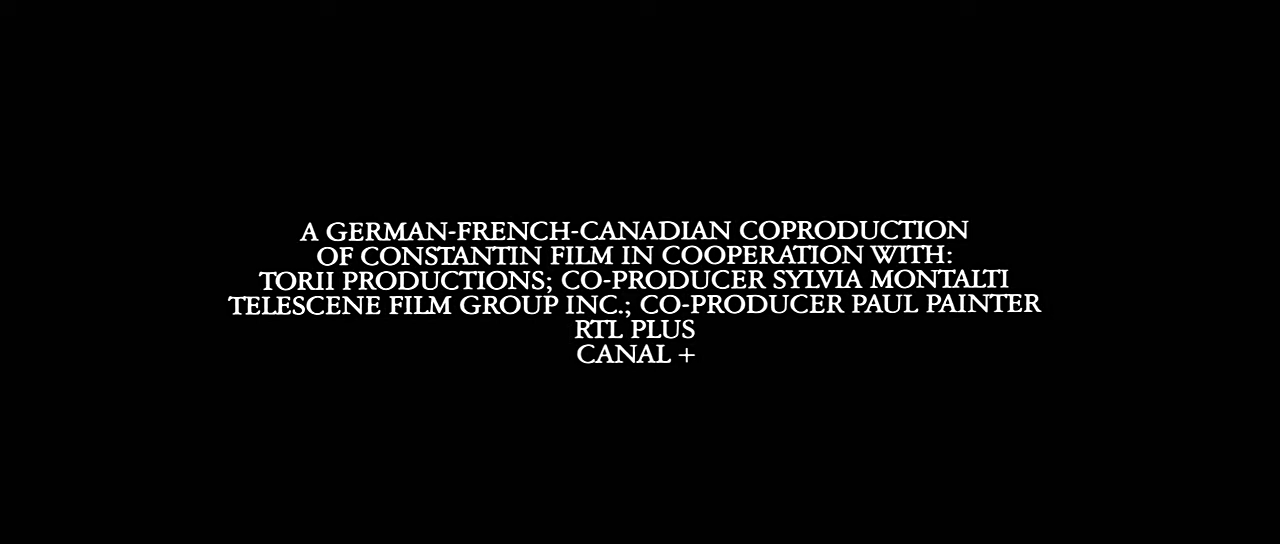 A GERMAN-FRENCH-CANADIAN COPRODUCTION
OF CONSTANTIN FILM IN COOPERATION WITH:
TORII PRODUCTIONS; CO-PRODUCER SYLVIA MONTALTI
TELESCENE FILM GROUP INC.; CO-PRODUCER PAUL PAINTER
RTL PLUS
CANAL +